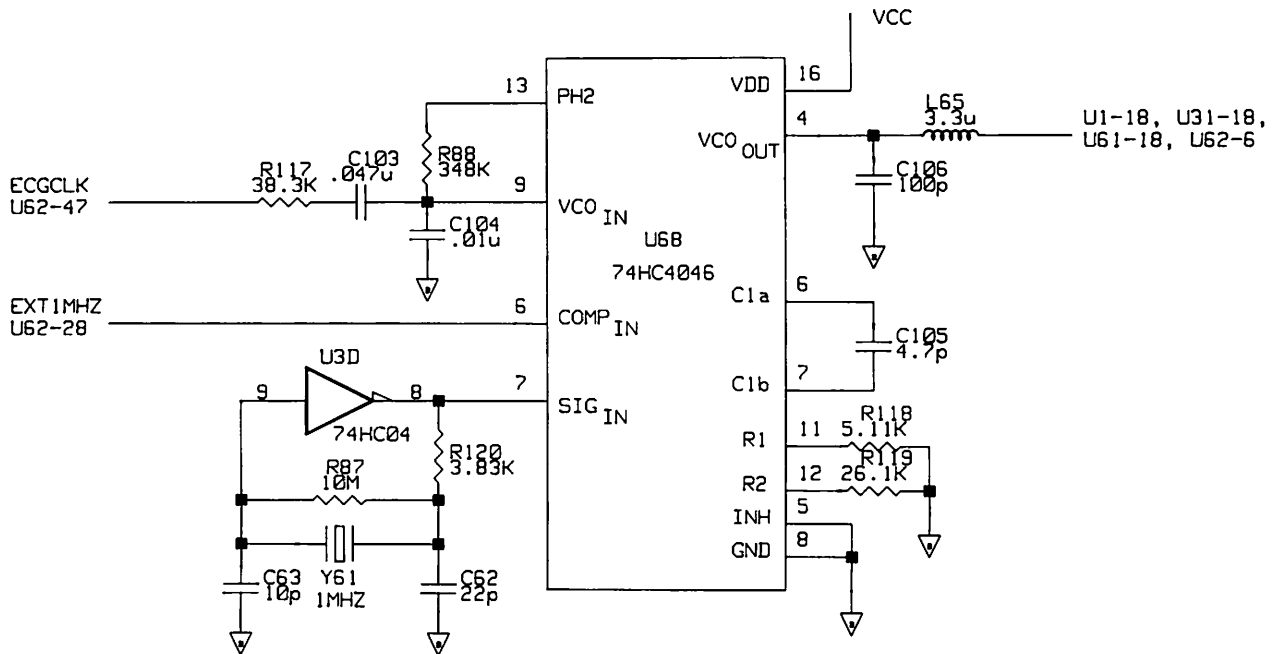 VCC
16
VDD
13
PH2
L65
3.3u
4
VCO OUT
U1-18, U31-18,
U61-18, U62-6
R88
348K
C103
.047u
R117
38.3K
C106
100p
ECGCLK
U62-47
9
VCO IN
C104
.01u
U68
74HC4046
6
C1a
EXT1MHZ
U62-28
6
COMP IN
C105
4.7p
U3D
7
C1b
9
8
7
SIG IN
74HC04
R118
5.11K
R1
11
R120
3.83K
R119
26.1K
R87
10M
R2
12
5
INH
8
GND
C63
10p
Y61
1MHZ
C62
22p